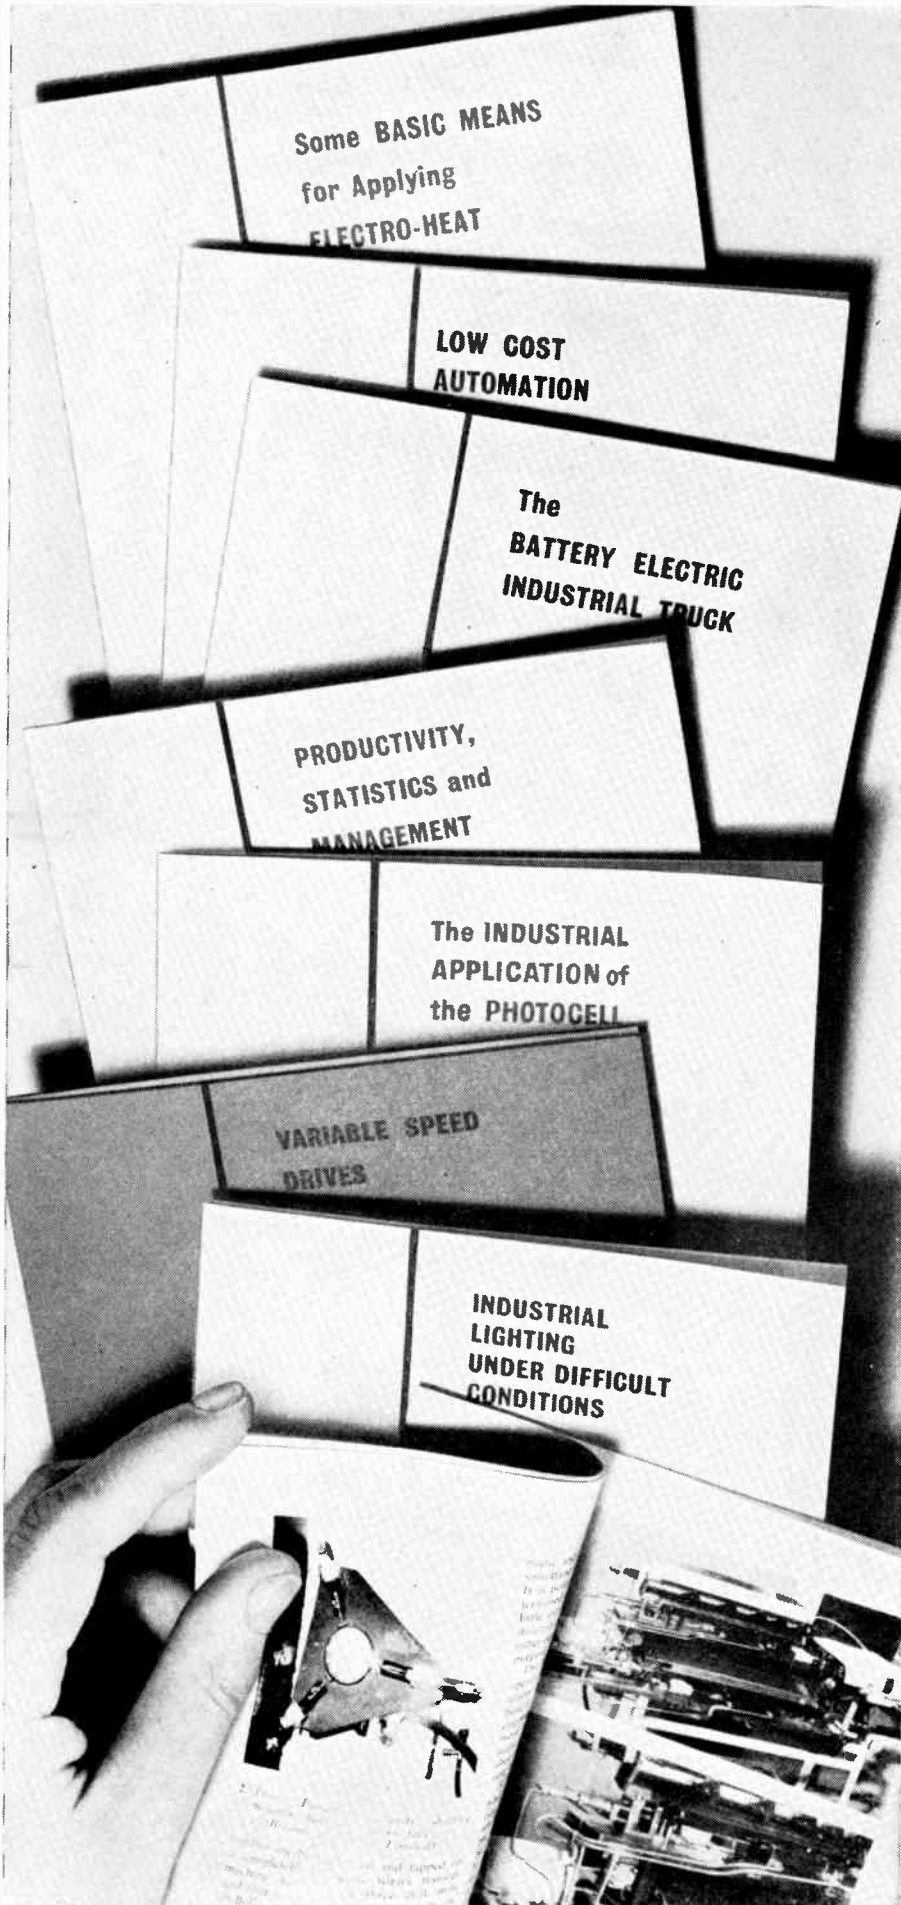 Some BASIC MEANS
for Applying
ELECTRO-HEAT
LOW COST
AUTOMATION
The
BATTERY ELECTRIC
INDUSTRIAL TRUCK
PRODUCTIVITY,
STATISTICS and
MANAGEMENT
The INDUSTRIAL
APPLICATION of
the PHOTOCELL
VARIABLE SPEED
DRIVES
INDUSTRIAL
LIGHTING
UNDER DIFFICULT
CONDITIONS